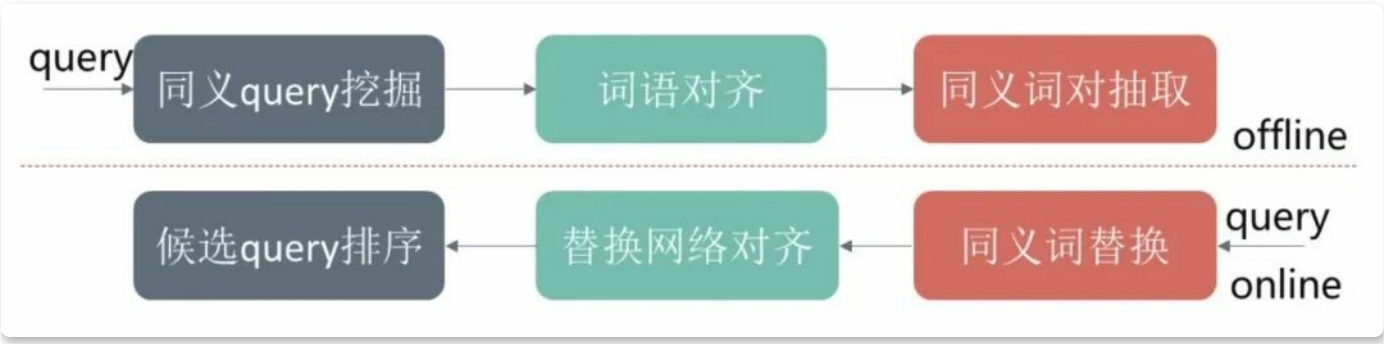 query
同义query挖掘
词语对齐
同义词对抽取
offline
候选query排序
替换网络对齐
同义词替换
query
online